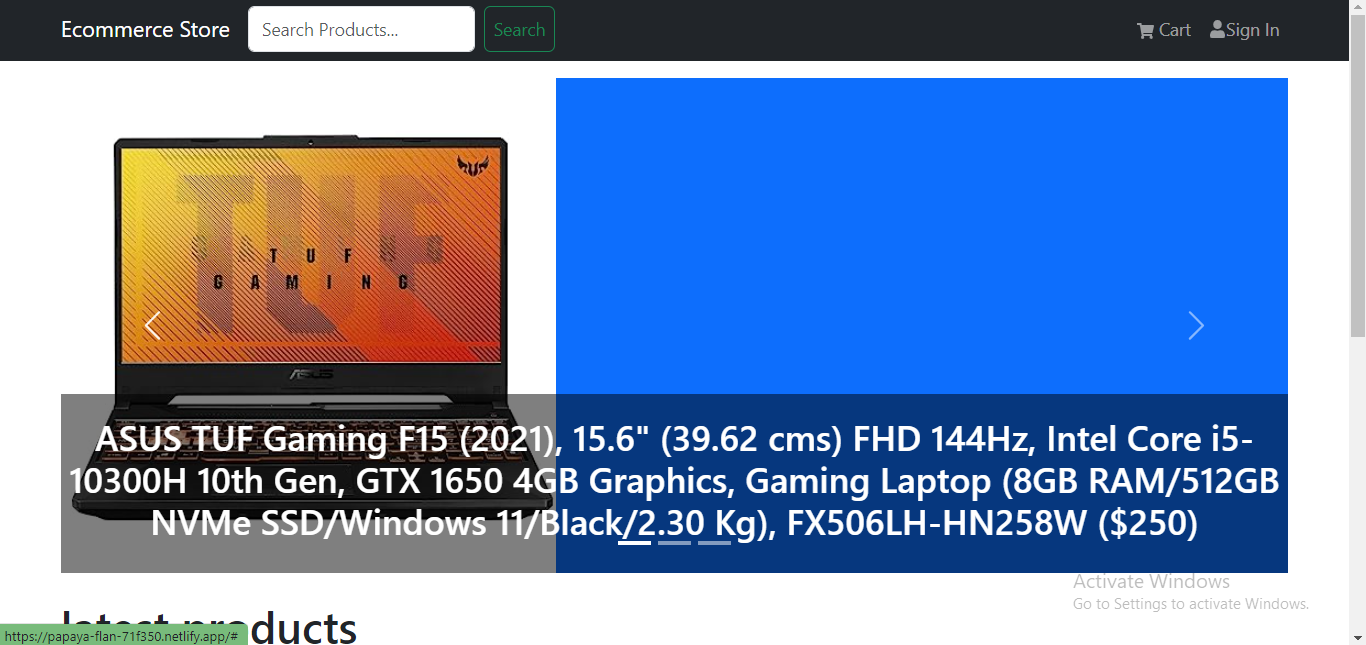 Ecommerce Store
Search Products...
Search
Cart
Sign In
TUF
T U F
G A M I N G
ASUS
ASUS TUF Gaming F15 (2021), 15.6" (39.62 cms) FHD 144Hz, Intel Core i5-
10300H 10th Gen, GTX 1650 4GB Graphics, Gaming Laptop (8GB RAM/512GB
NVMe SSD/Windows 11/Black/2.30 Kg), FX506LH-HN258W ($250)
Activate Windows
Go to Settings to activate Windows.
latest products
https://papaya-flan-71f350.netlify.app/#